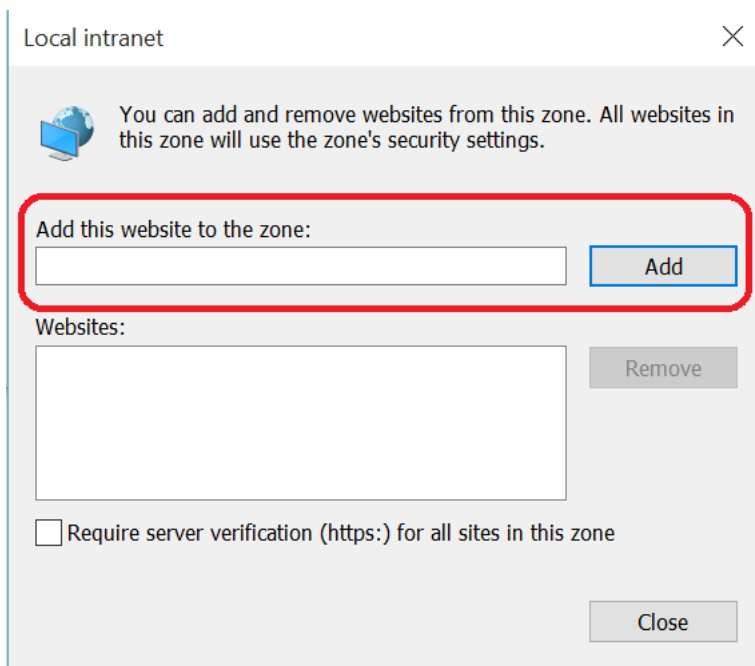 Local intranet
You can add and remove websites from this zone. All websites in
this zone will use the zone's security settings.
Add this website to the zone:
Add
Websites:
Remove
Require server verification (https:) for all sites in this zone
Close